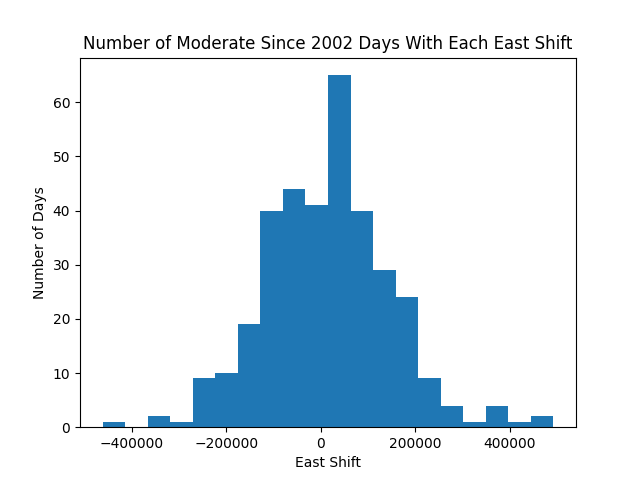 Number of Moderate Since 2002 Days With Each East Shift
60
50
40
30
20
10
0
Number of Days
−400000 −200000 0 200000 400000
East Shift